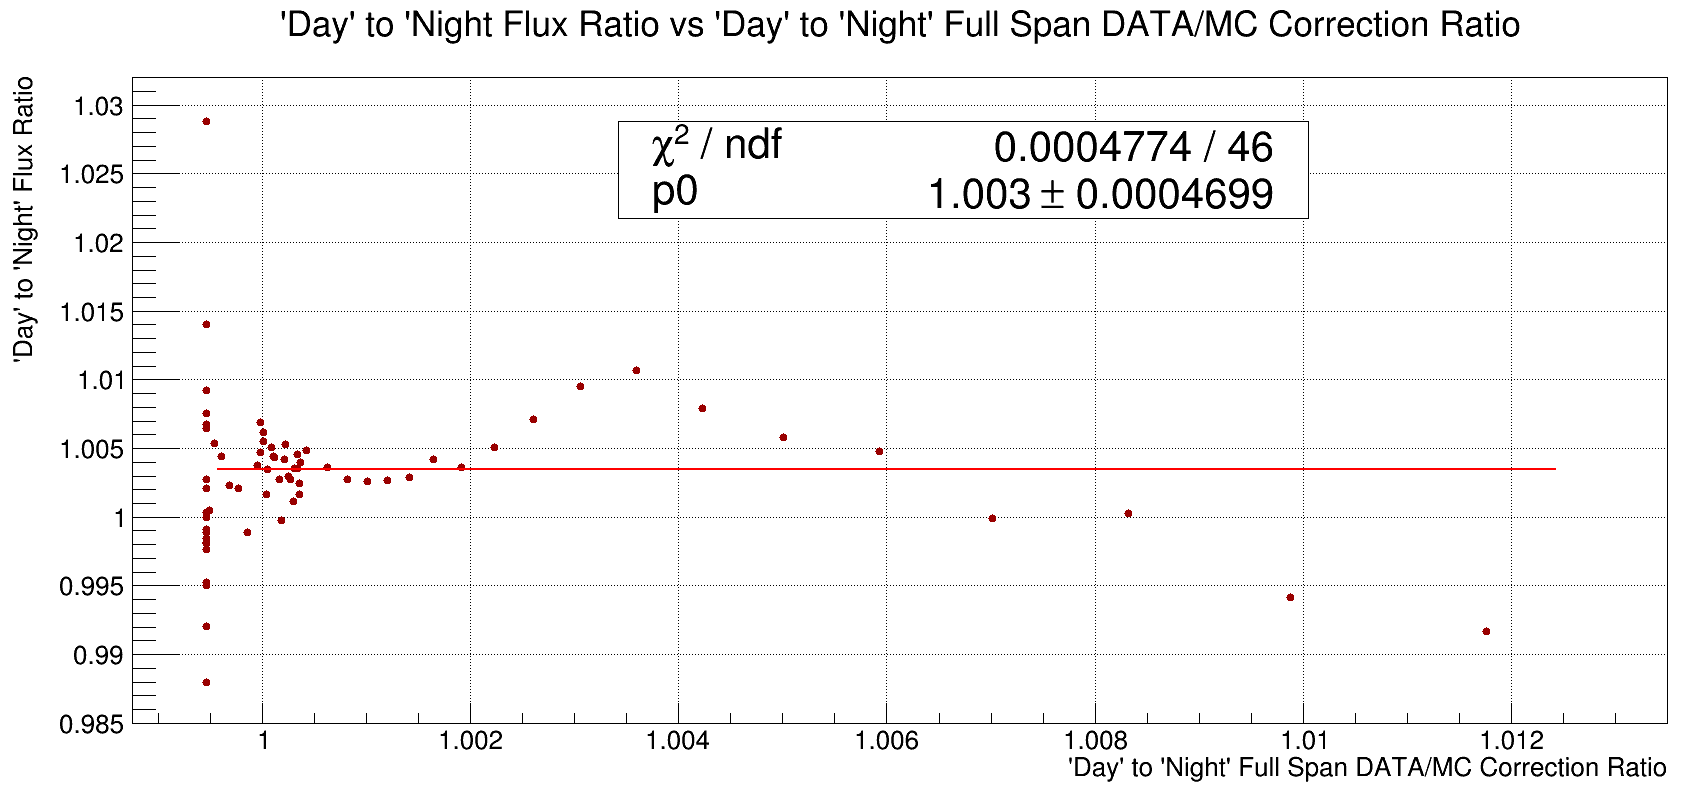 'Day' to 'Night Flux Ratio vs 'Day' to 'Night' Full Span DATA/MC Correction Ratio
'Day' to 'Night' Flux Ratio
χ² / ndf 0.0004774 / 46
p0 1.003 ± 0.0004699
1.03
1.025
1.02
1.015
1.01
1.005
1
0.995
0.99
0.985
1 1.002 1.004 1.006 1.008 1.01 1.012
'Day' to 'Night' Full Span DATA/MC Correction Ratio